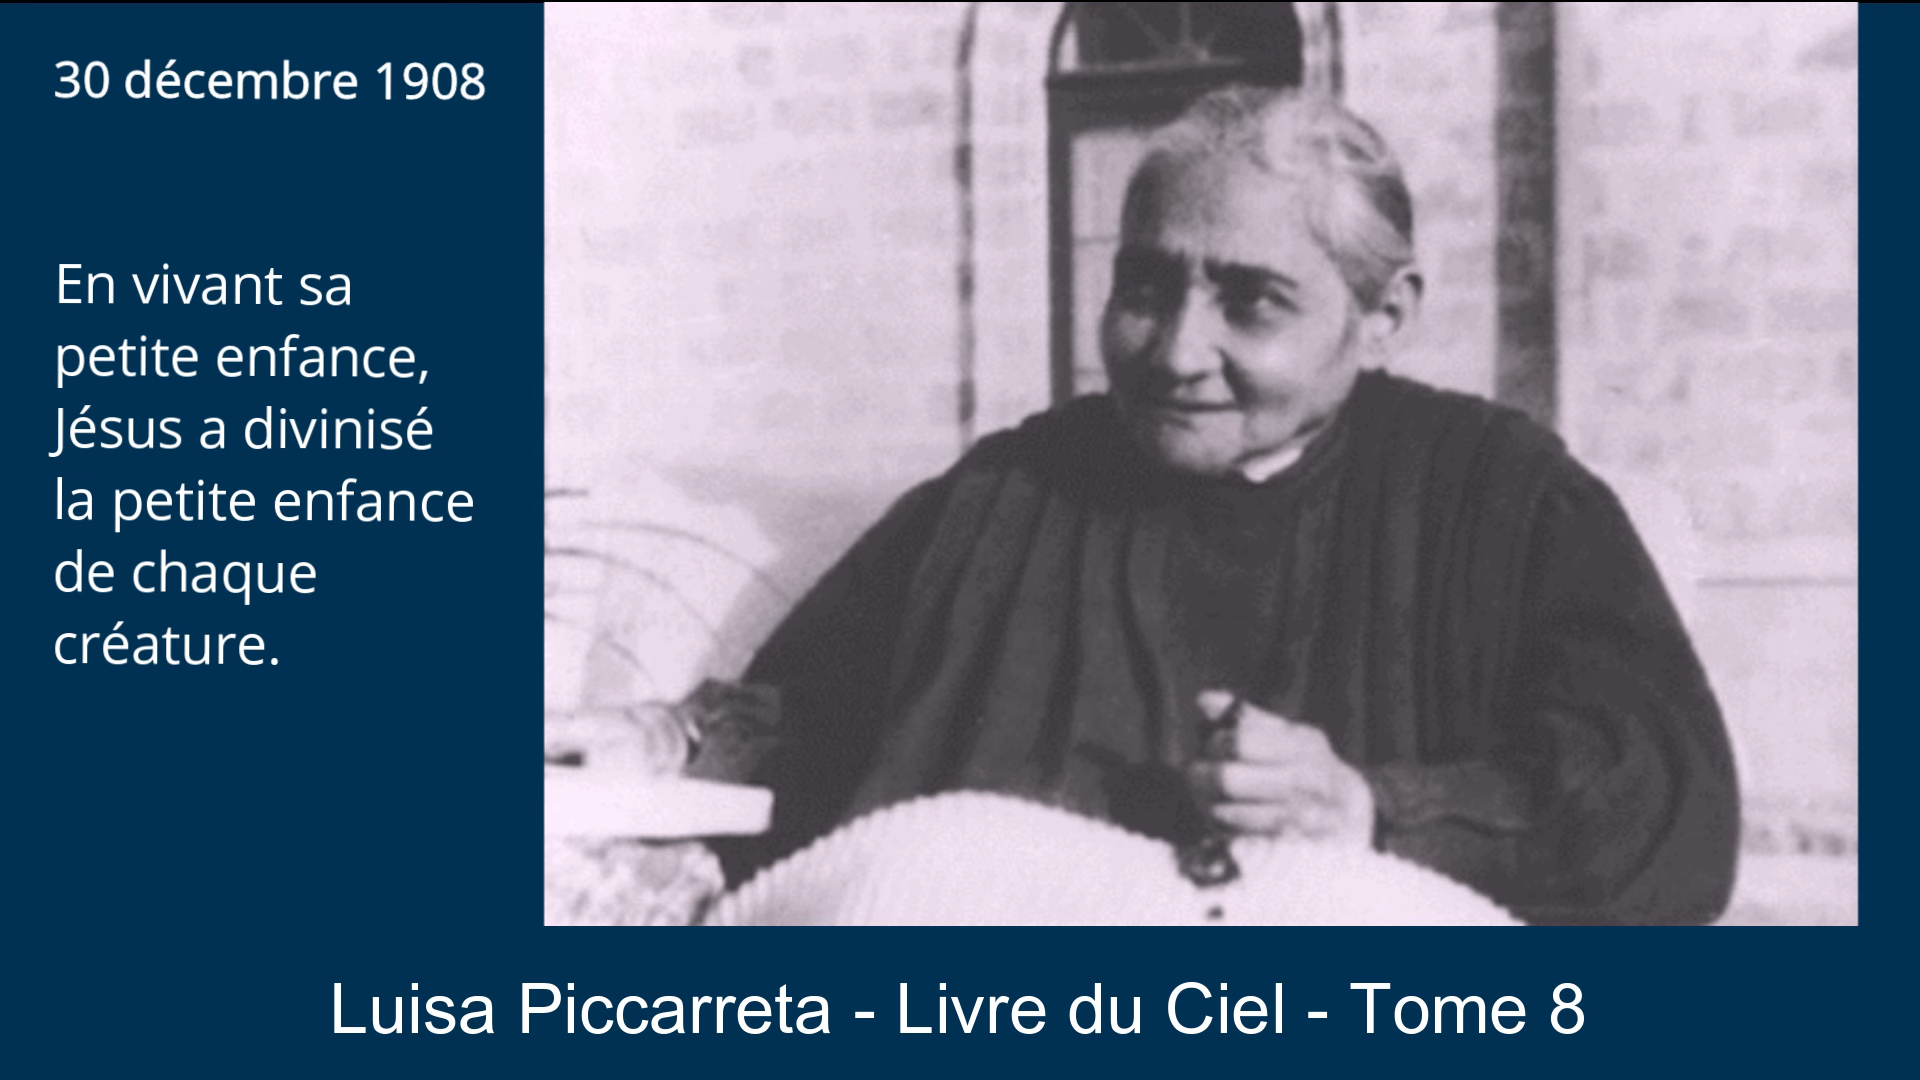 30 décembre 1908
En vivant sa
petite enfance,
Jésus a divinisé
la petite enfance
de chaque
créature.
Luisa Piccarreta - Livre du Ciel - Tome 8